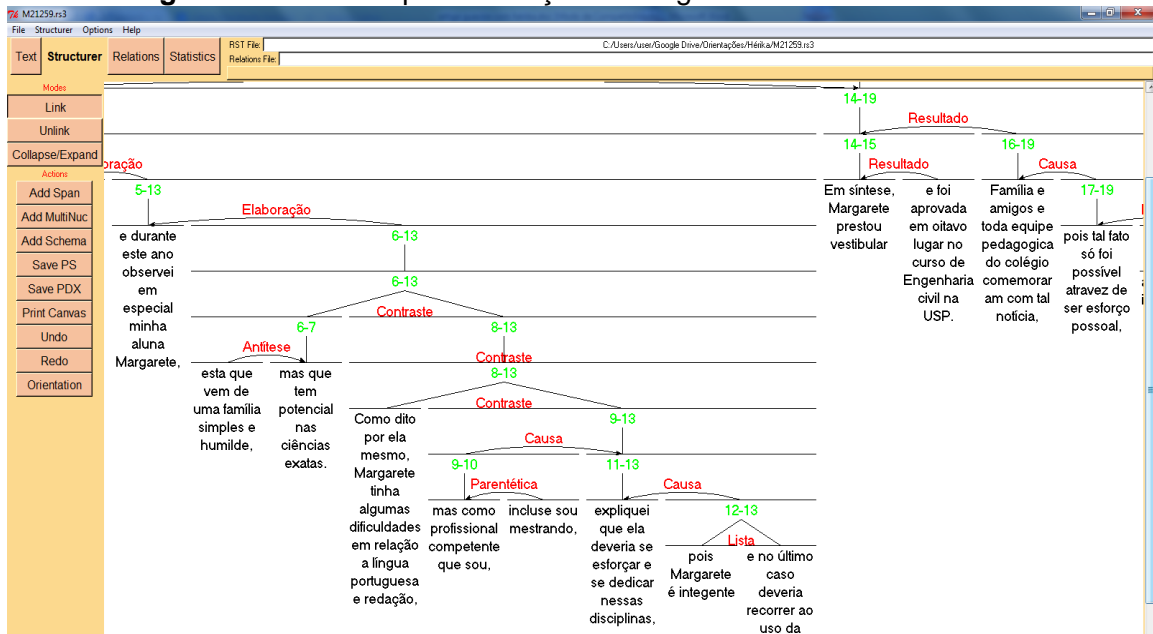 M21259.rs3
File Structurer Options Help
Text Structurer Relations Statistics
RST File: C:/Users/user/Google Drive/Orientações/Hérika/M21259.rs3
Relations File:
Modes
Link
Unlink
Collapse/Expand
Actions
Add Span
Add MultiNuc
Add Schema
Save PS
Save PDX
Print Canvas
Undo
Redo
Orientation
14-19
Resultado
14-15
16-19
Resultado
Causa
17-19
Em síntese,
Margarete
prestou
vestibular
e foi
aprovada
em oitavo
lugar no
curso de
Engenharia
civil na
USP.
Família e
amigos e
toda equipe
pedagogica
do colégio
comemorar
am com tal
notícia,
pois tal fato
só foi
possível
atravez de
ser esforço
possoal,
oração
5-13
Elaboração
e durante
este ano
observei
em
especial
minha
aluna
Margarete,
6-13
6-13
Contraste
6-7
8-13
Antítese
Contraste
esta que
vem de
uma família
simples e
humilde,
mas que
tem
potencial
nas
ciências
exatas.
8-13
Contraste
Como dito
por ela
mesmo,
Margarete
tinha
algumas
dificuldades
em relação
a língua
portuguesa
e redação,
9-13
Causa
9-10
11-13
Parentética
Causa
mas como
profissional
competente
que sou,
incluse sou
mestrando,
expliquei
que ela
deveria se
esforçar e
se dedicar
nessas
disciplinas,
12-13
Lista
pois
Margarete
é integente
e no último
caso
deveria
recorrer ao
uso da